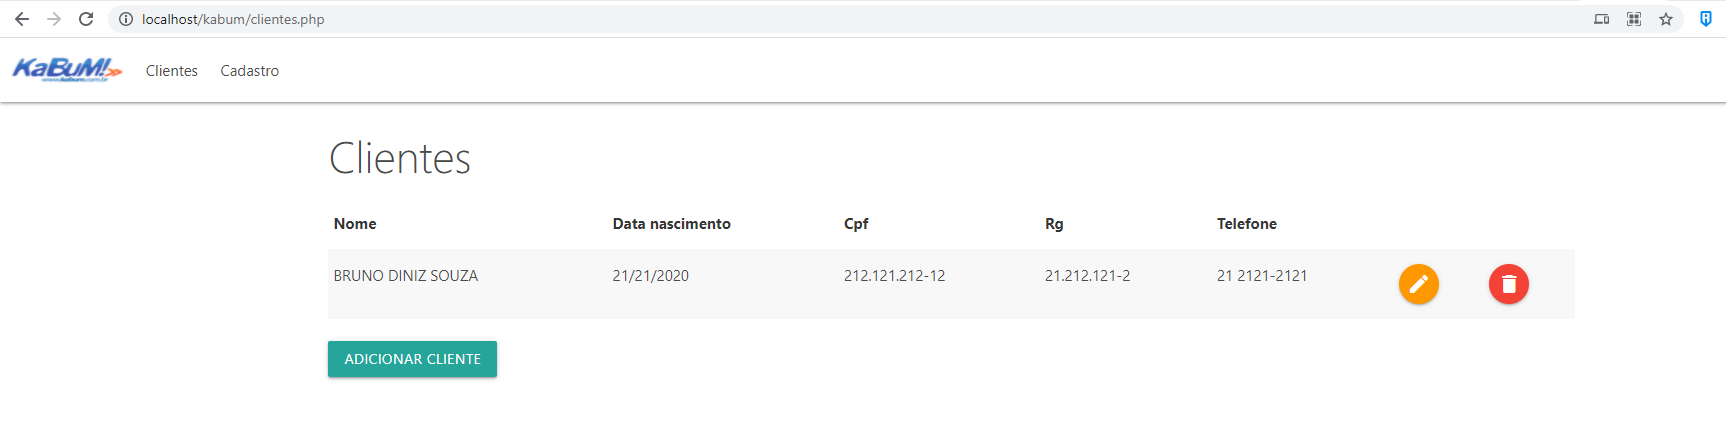 localhost/kabum/clientes.php
KaBuM! Clientes Cadastro
www.kabum.com.br
Clientes
Nome Data nascimento Cpf Rg Telefone
BRUNO DINIZ SOUZA 21/21/2020 212.121.212-12 21.212.121-2 21 2121-2121
ADICIONAR CLIENTE